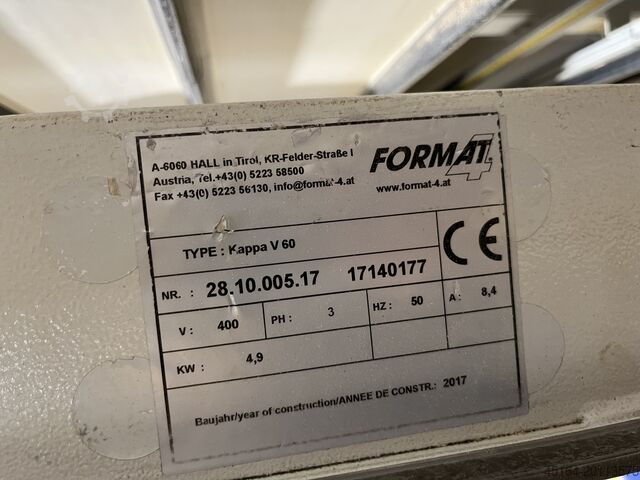 A-6060 HALL in Tirol, KR-Felder-Straße I
Austria, Tel.+43(0) 5223 58500
Fax +43(0) 5223 56130, info@format-4.at
FORMAT 4
www.format-4.at
TYPE : Kappa V 60
CE
NR. : 28.10.005.17 17140177
V : 400 PH : 3 HZ : 50 A : 8,4
KW : 4,9
Baujahr/year of construction/ANNEE DE CONSTR.: 2017